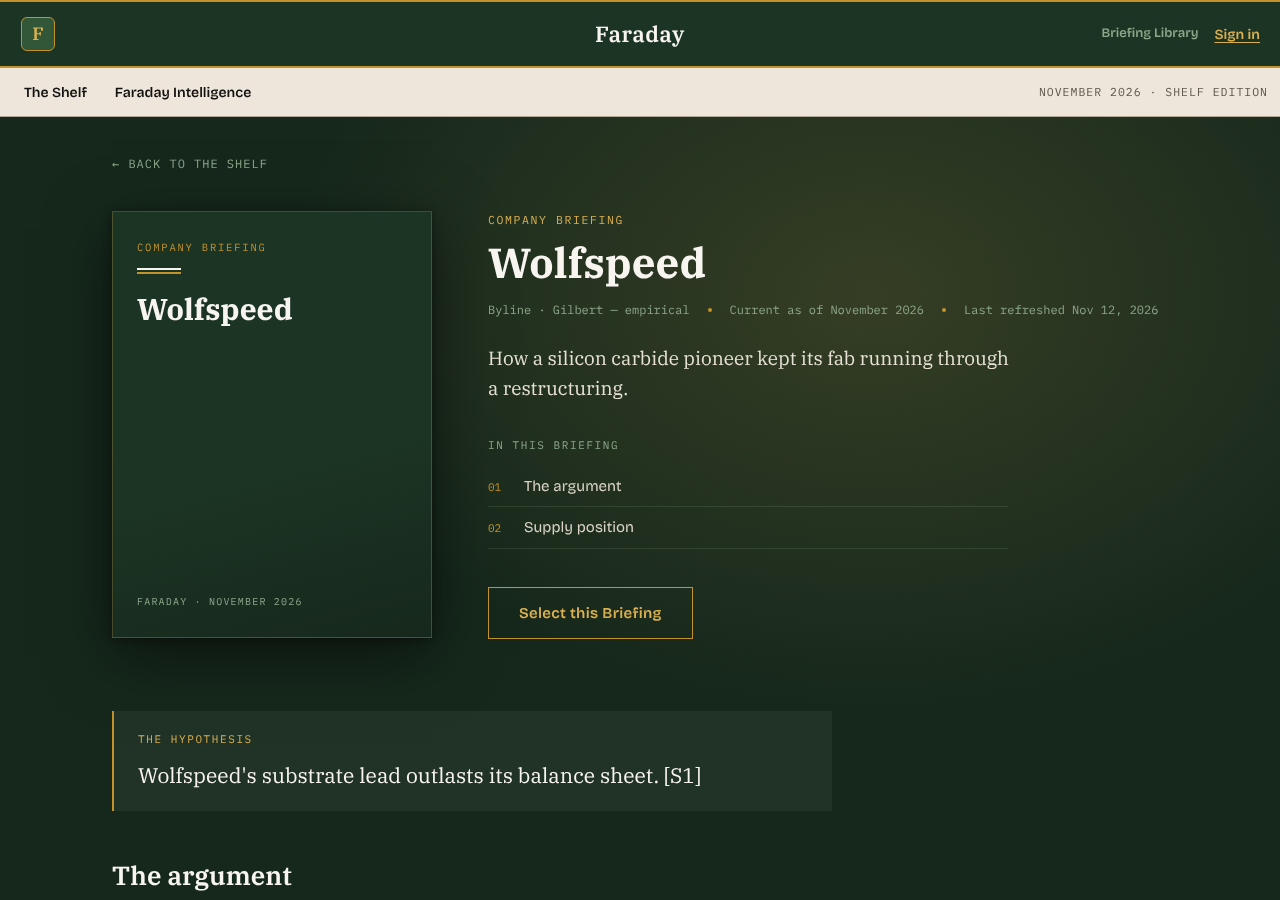 F
Faraday
Briefing Library
Sign in
The Shelf
Faraday Intelligence
NOVEMBER 2026 · SHELF EDITION
← BACK TO THE SHELF
COMPANY BRIEFING
Wolfspeed
FARADAY · NOVEMBER 2026
COMPANY BRIEFING
Wolfspeed
Byline · Gilbert — empirical • Current as of November 2026 • Last refreshed Nov 12, 2026
How a silicon carbide pioneer kept its fab running through
a restructuring.
IN THIS BRIEFING
01 The argument
02 Supply position
Select this Briefing
THE HYPOTHESIS
Wolfspeed's substrate lead outlasts its balance sheet. [S1]
The argument